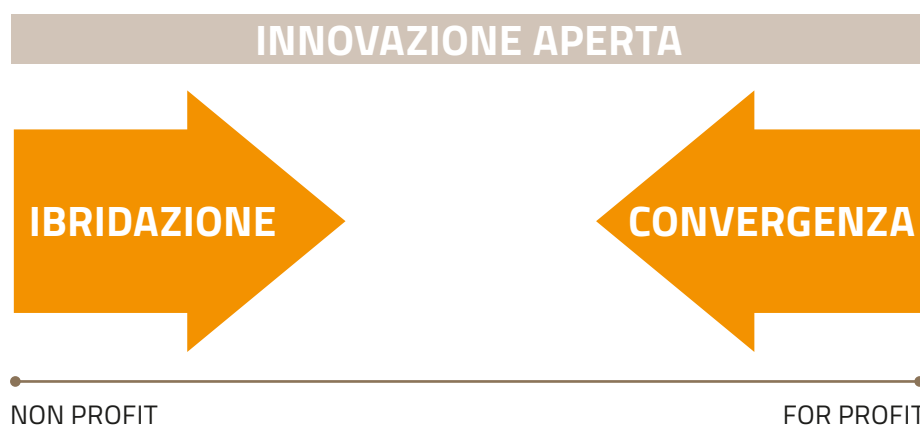 INNOVAZIONE APERTA
IBRIDAZIONE
CONVERGENZA
NON PROFIT
FOR PROFIT